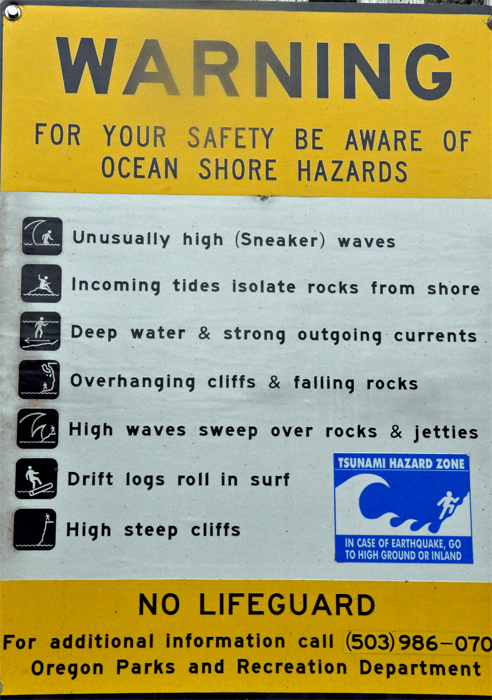 WARNING
FOR YOUR SAFETY BE AWARE OF
OCEAN SHORE HAZARDS
Unusually high (Sneaker) waves
Incoming tides isolate rocks from shore
Deep water & strong outgoing currents
Overhanging cliffs & falling rocks
High waves sweep over rocks & jetties
Drift logs roll in surf
High steep cliffs
TSUNAMI HAZARD ZONE
IN CASE OF EARTHQUAKE, GO
TO HIGH GROUND OR INLAND
NO LIFEGUARD
For additional information call (503)986-070
Oregon Parks and Recreation Department